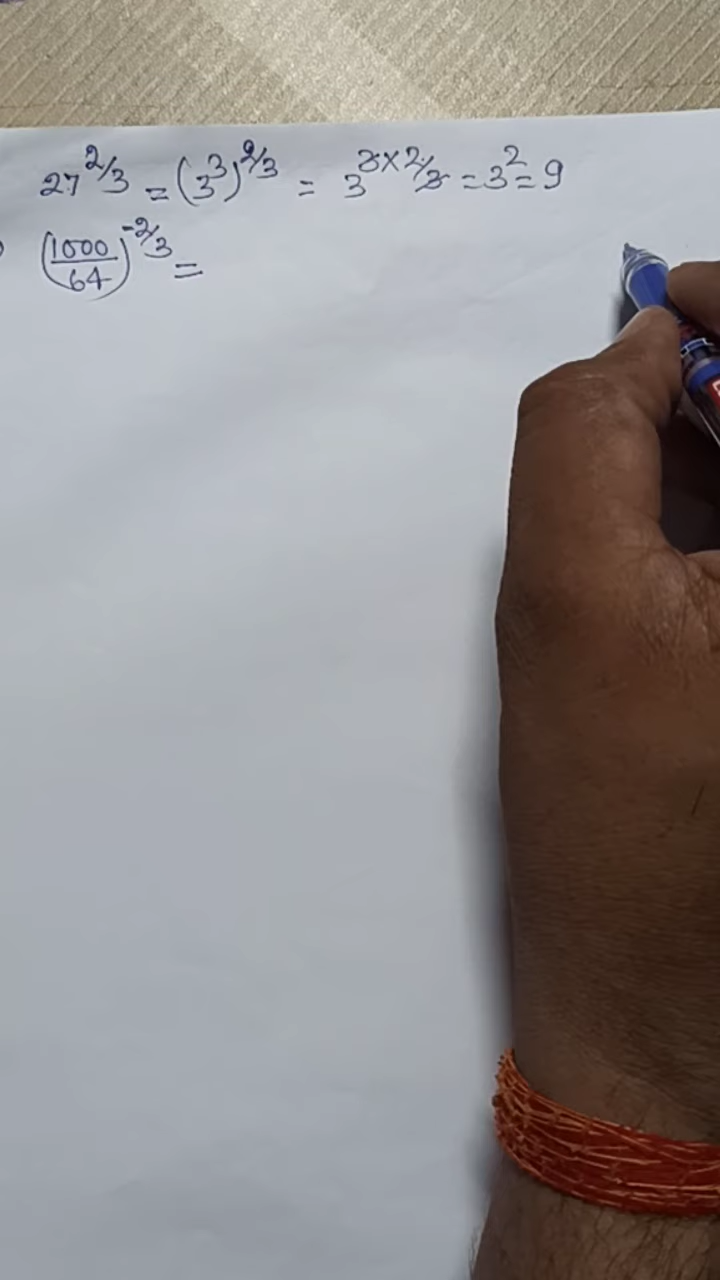 27^2/3 = (3^3)^2/3 = 3^3×2/3 = 3^2 = 9
(1000/64)^-2/3 =